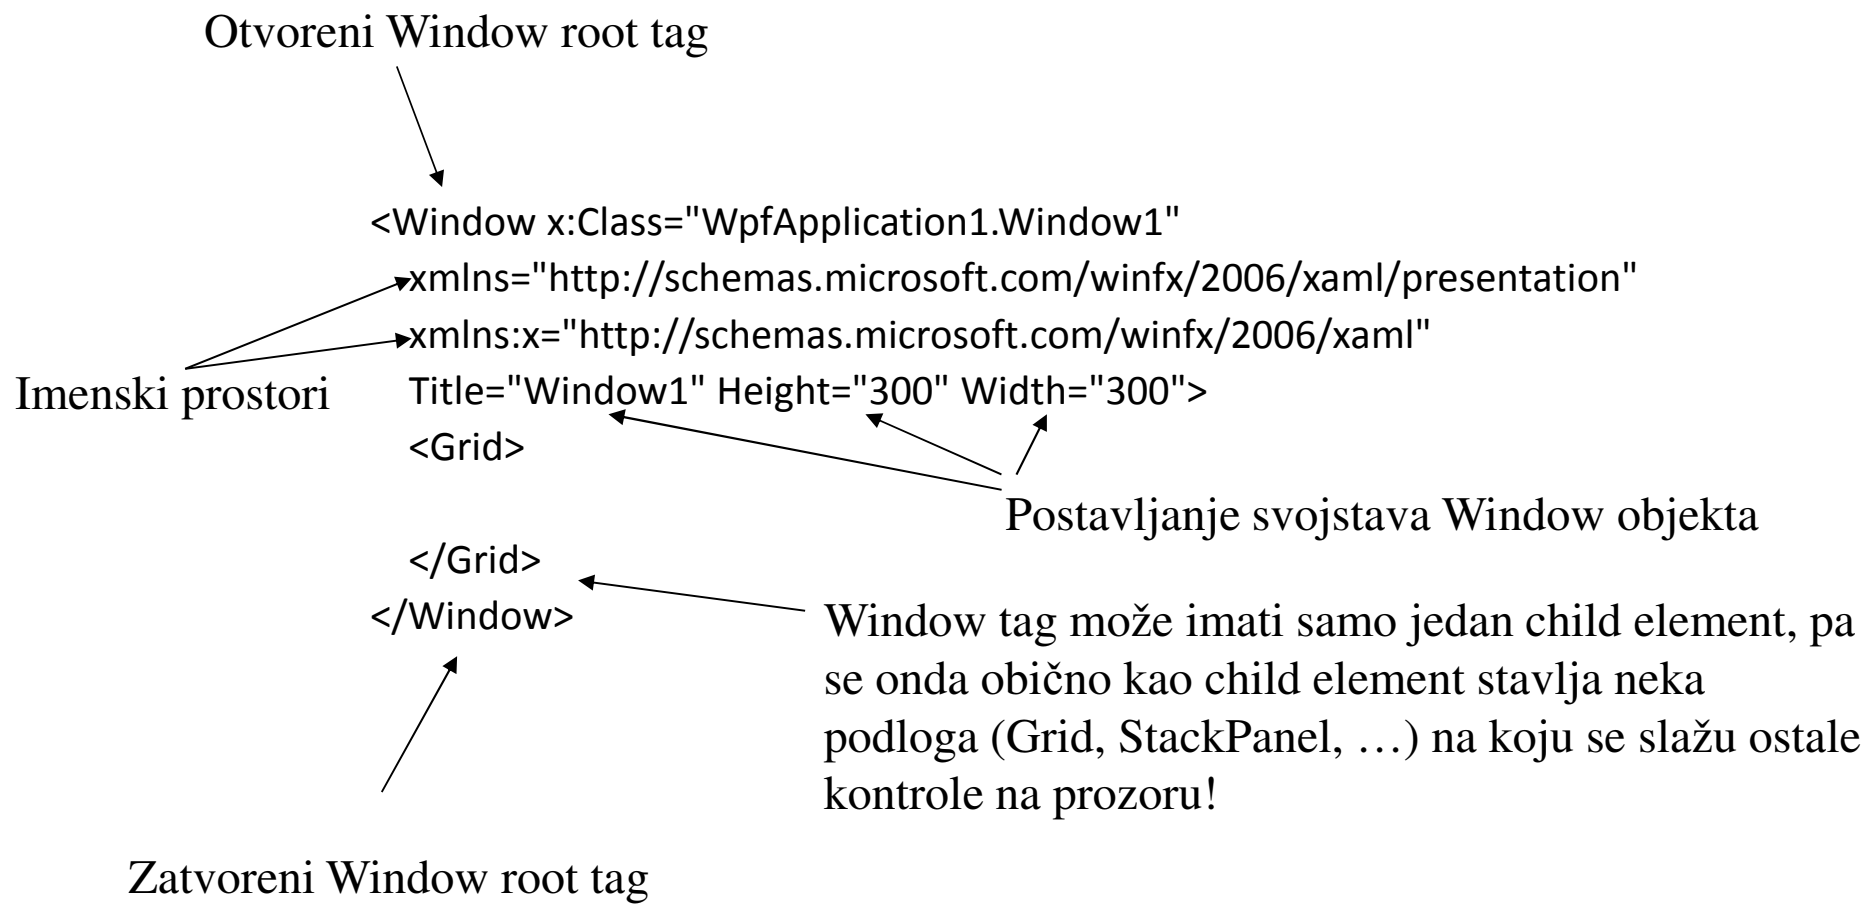 Otvoreni Window root tag
<Window x:Class="WpfApplication1.Window1"
xmlns="http://schemas.microsoft.com/winfx/2006/xaml/presentation"
xmlns:x="http://schemas.microsoft.com/winfx/2006/xaml"
Imenski prostori
Title="Window1" Height="300" Width="300">
<Grid>
Postavljanje svojstava Window objekta
</Grid>
</Window>
Window tag može imati samo jedan child element, pa
se onda obično kao child element stavlja neka
podloga (Grid, StackPanel, …) na koju se slažu ostale
kontrole na prozoru!
Zatvoreni Window root tag